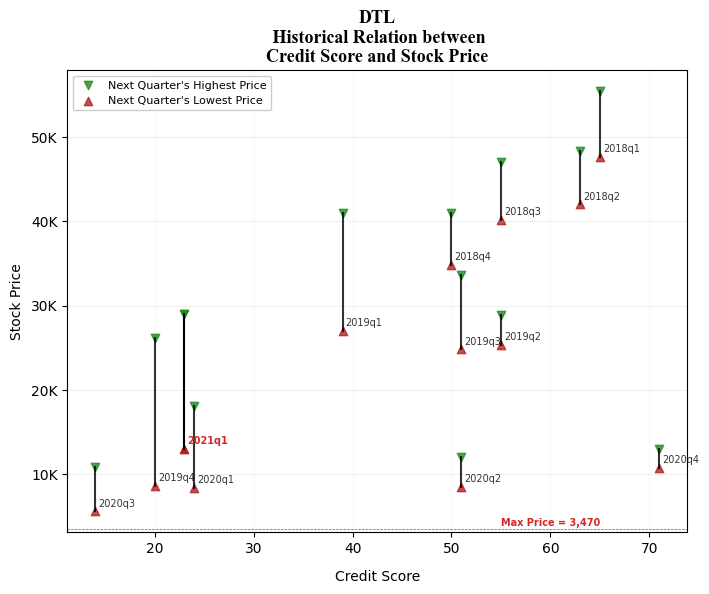 DTL
Historical Relation between
Credit Score and Stock Price
Next Quarter's Highest Price
Next Quarter's Lowest Price
50K
40K
30K
20K
10K
Stock Price
2018q1
2018q2
2018q3
2018q4
2019q1
2019q2
2019q3
2021q1
2019q4
2020q1
2020q2
2020q4
2020q3
Max Price = 3,470
20 30 40 50 60 70
Credit Score